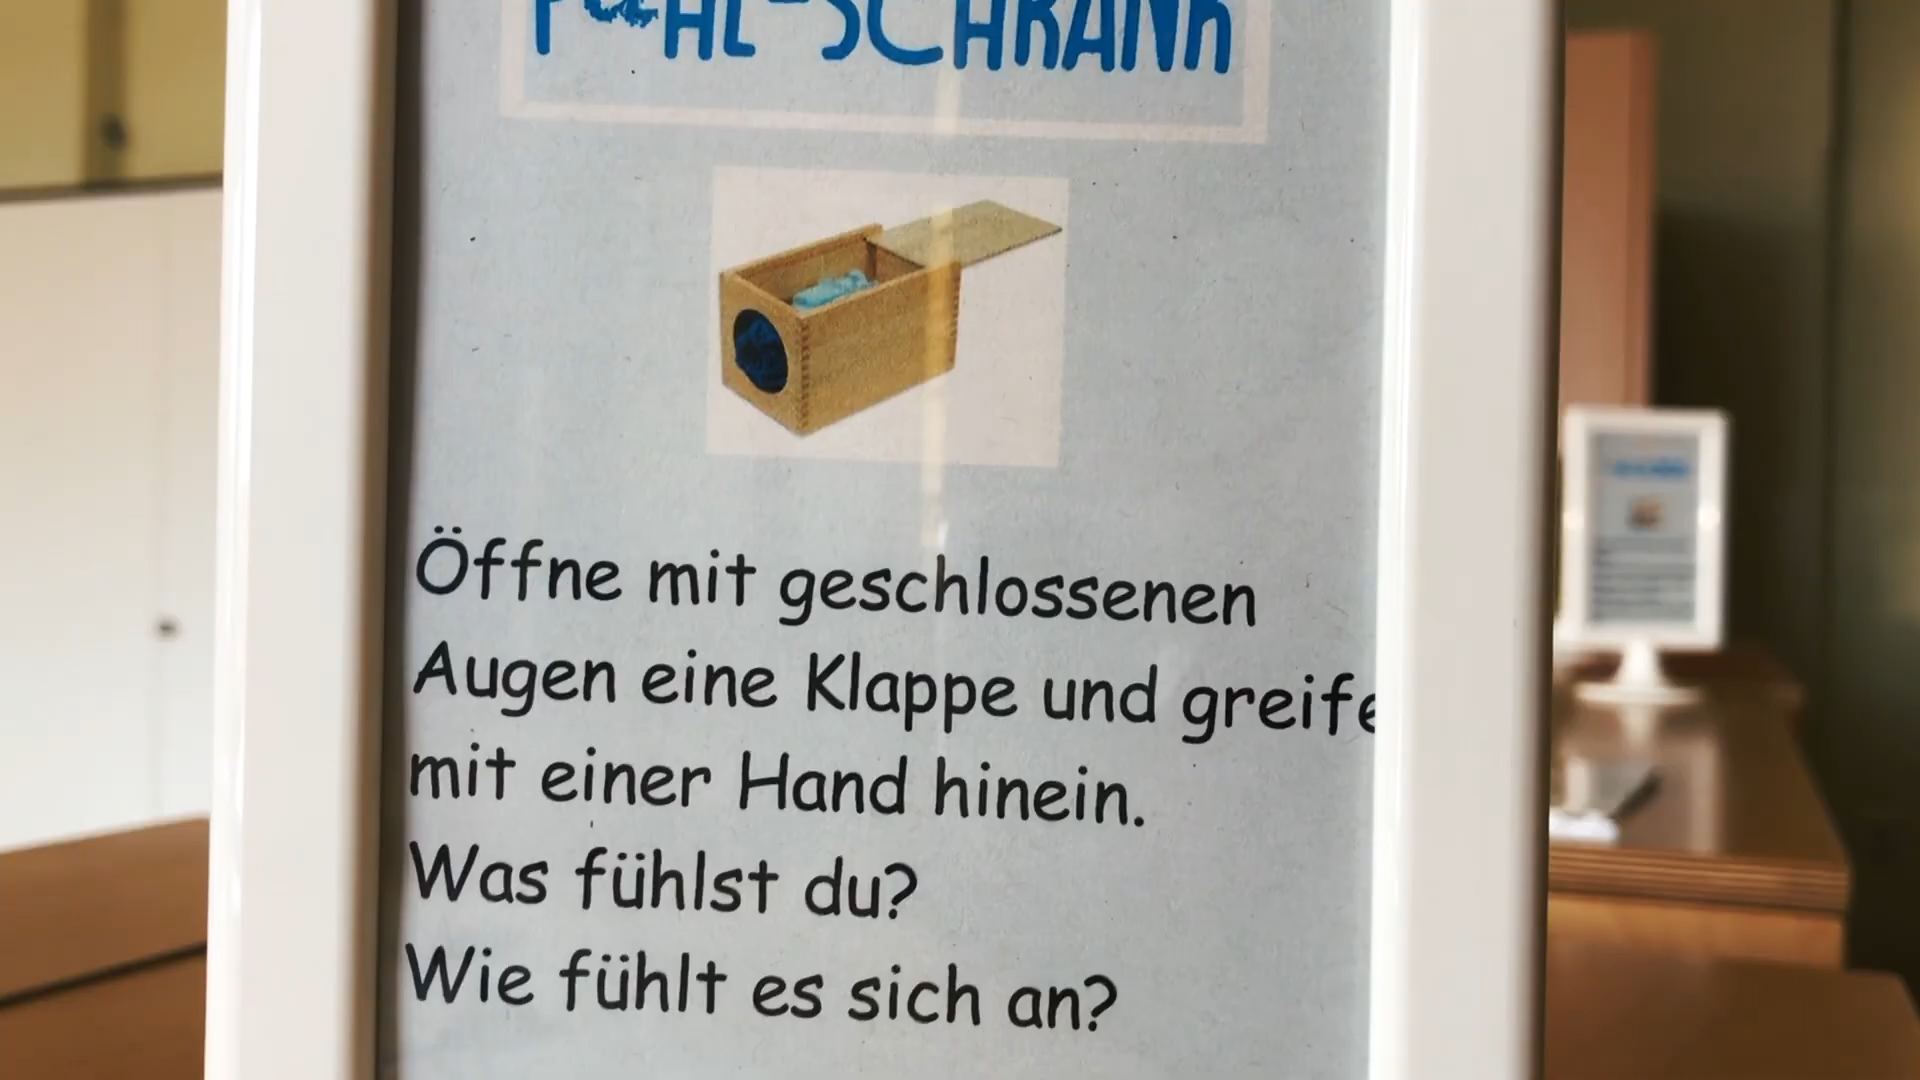 FÜHL-SCHRANK
Öffne mit geschlossenen
Augen eine Klappe und greife
mit einer Hand hinein.
Was fühlst du?
Wie fühlt es sich an?